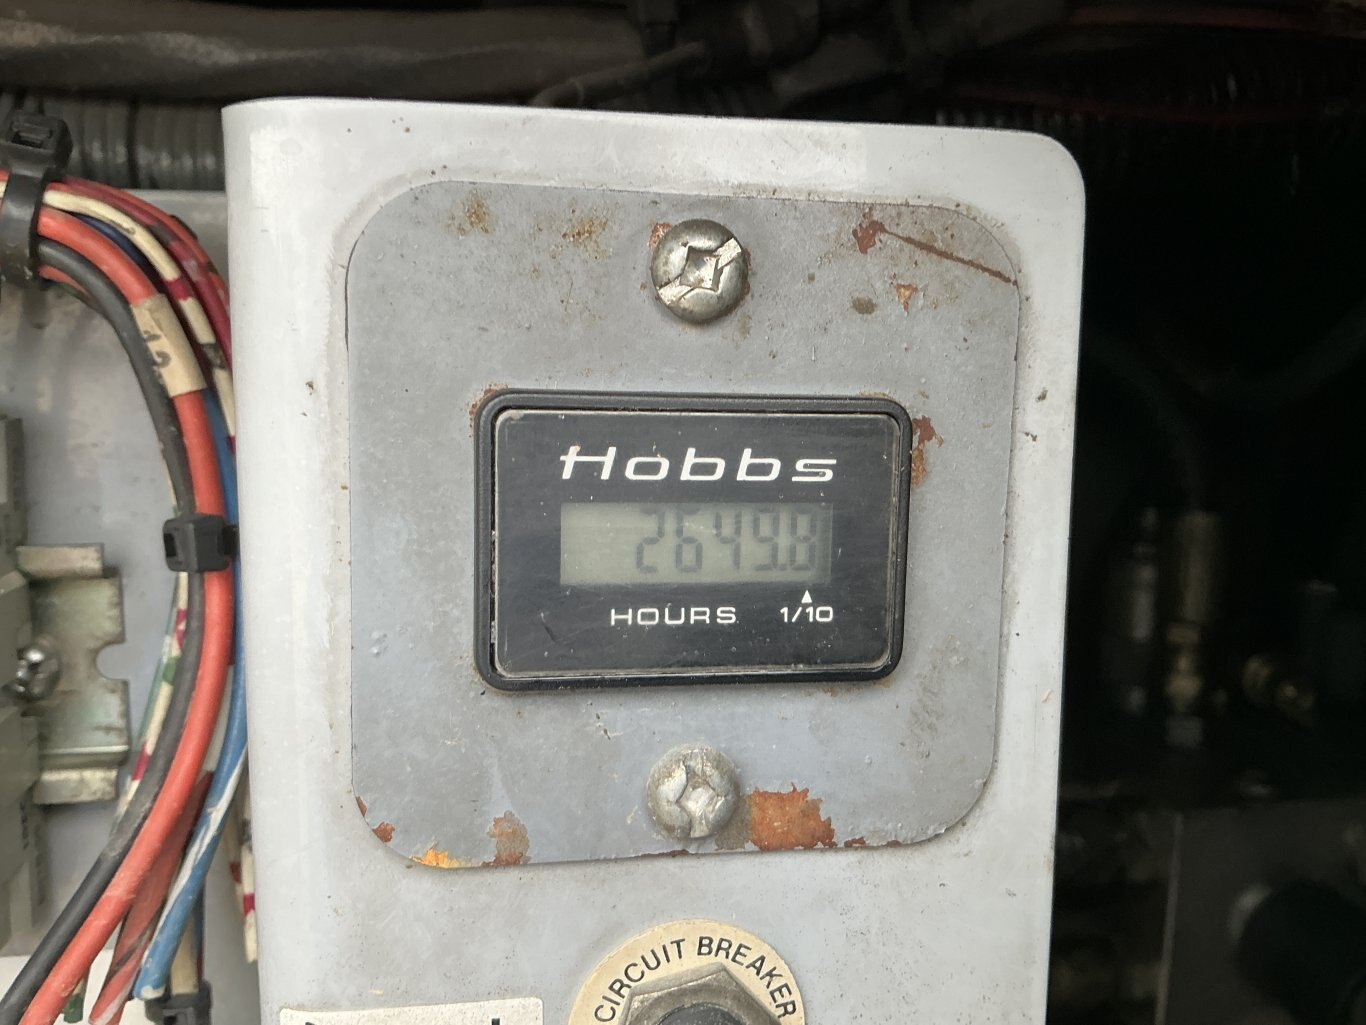 Hobbs
2649.8
HOURS 1/10
CIRCUIT BREAKER